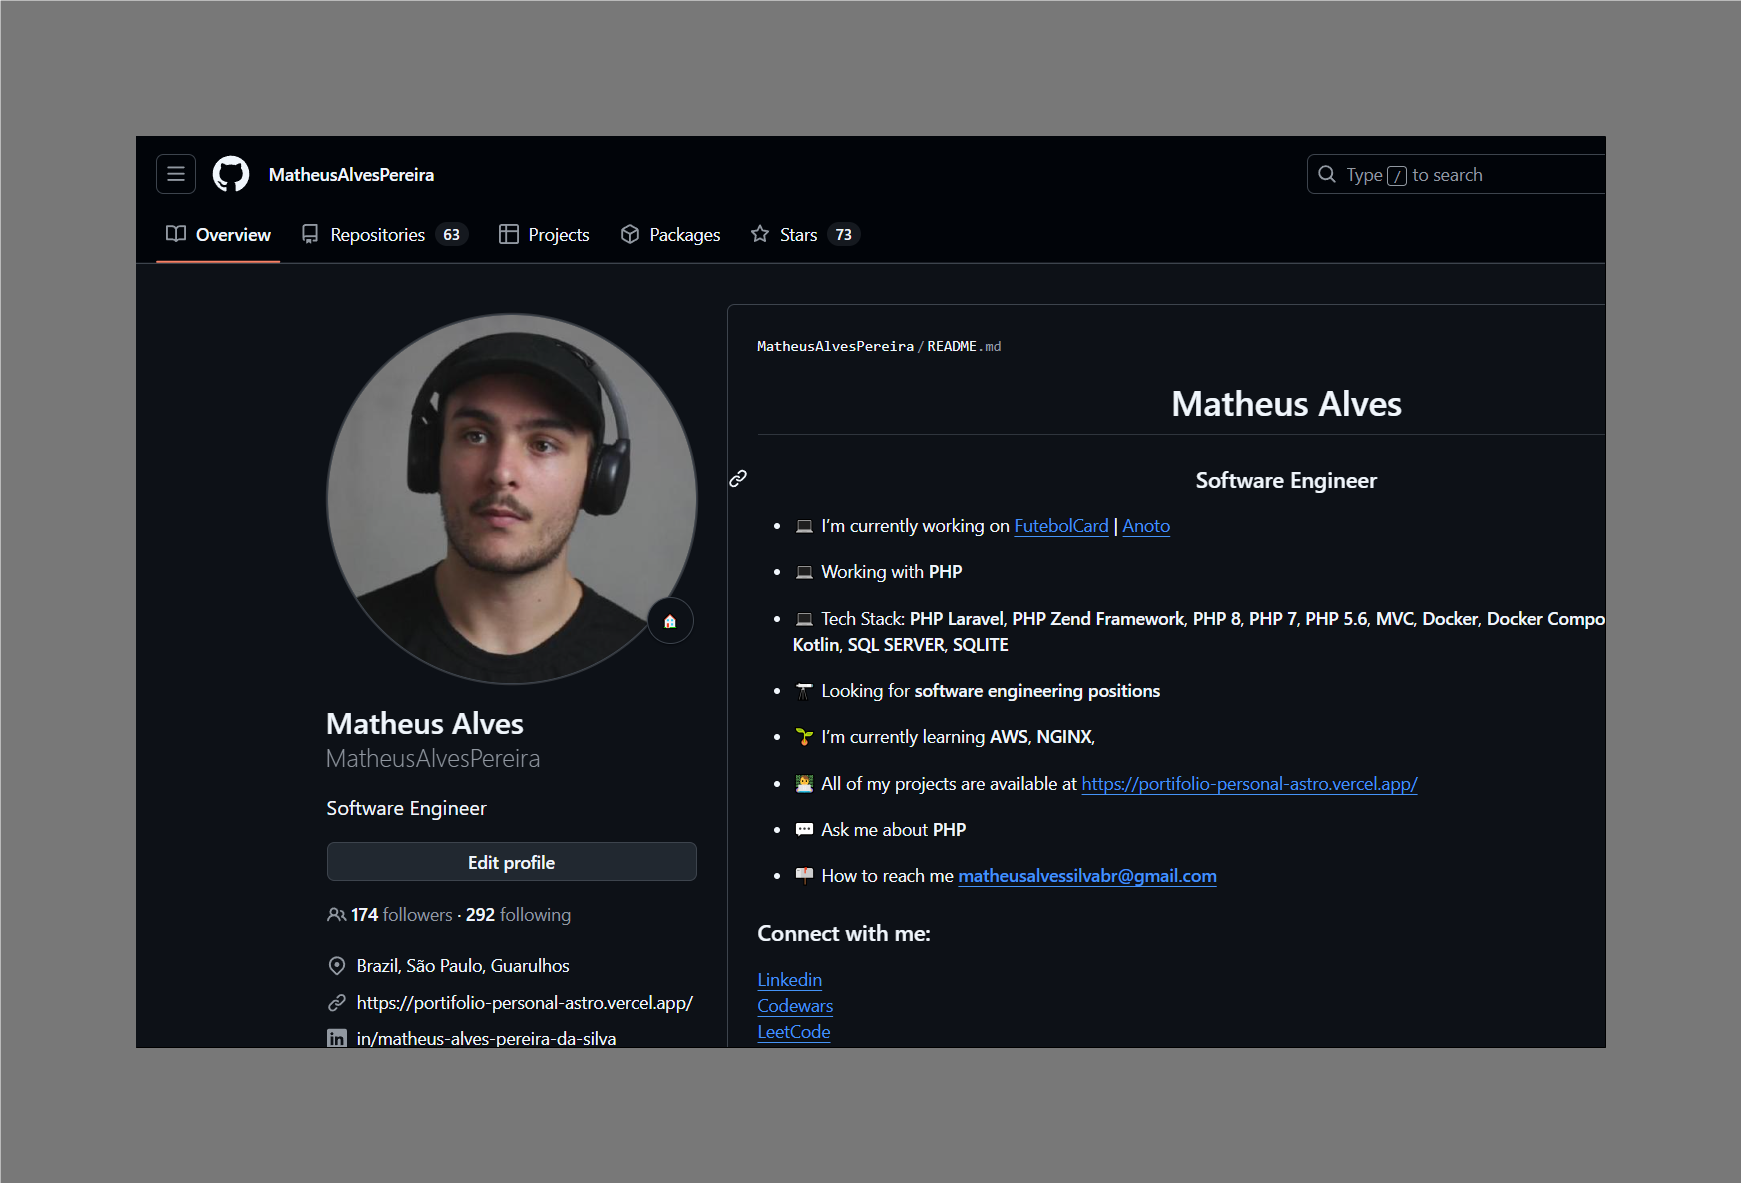 MatheusAlvesPereira
Type / to search
Overview
Repositories 63
Projects
Packages
Stars 73
MatheusAlvesPereira/README.md
Matheus Alves
Software Engineer
I'm currently working on FutebolCard | Anoto
Working with PHP
Tech Stack: PHP Laravel, PHP Zend Framework, PHP 8, PHP 7, PHP 5.6, MVC, Docker, Docker Compo
Kotlin, SQL SERVER, SQLITE
Looking for software engineering positions
I'm currently learning AWS, NGINX,
All of my projects are available at https://portifolio-personal-astro.vercel.app/
Ask me about PHP
How to reach me matheusalvessilvabr@gmail.com
Connect with me:
Linkedin
Codewars
LeetCode
Matheus Alves
MatheusAlvesPereira
Software Engineer
Edit profile
174 followers · 292 following
Brazil, São Paulo, Guarulhos
https://portifolio-personal-astro.vercel.app/
in/matheus-alves-pereira-da-silva